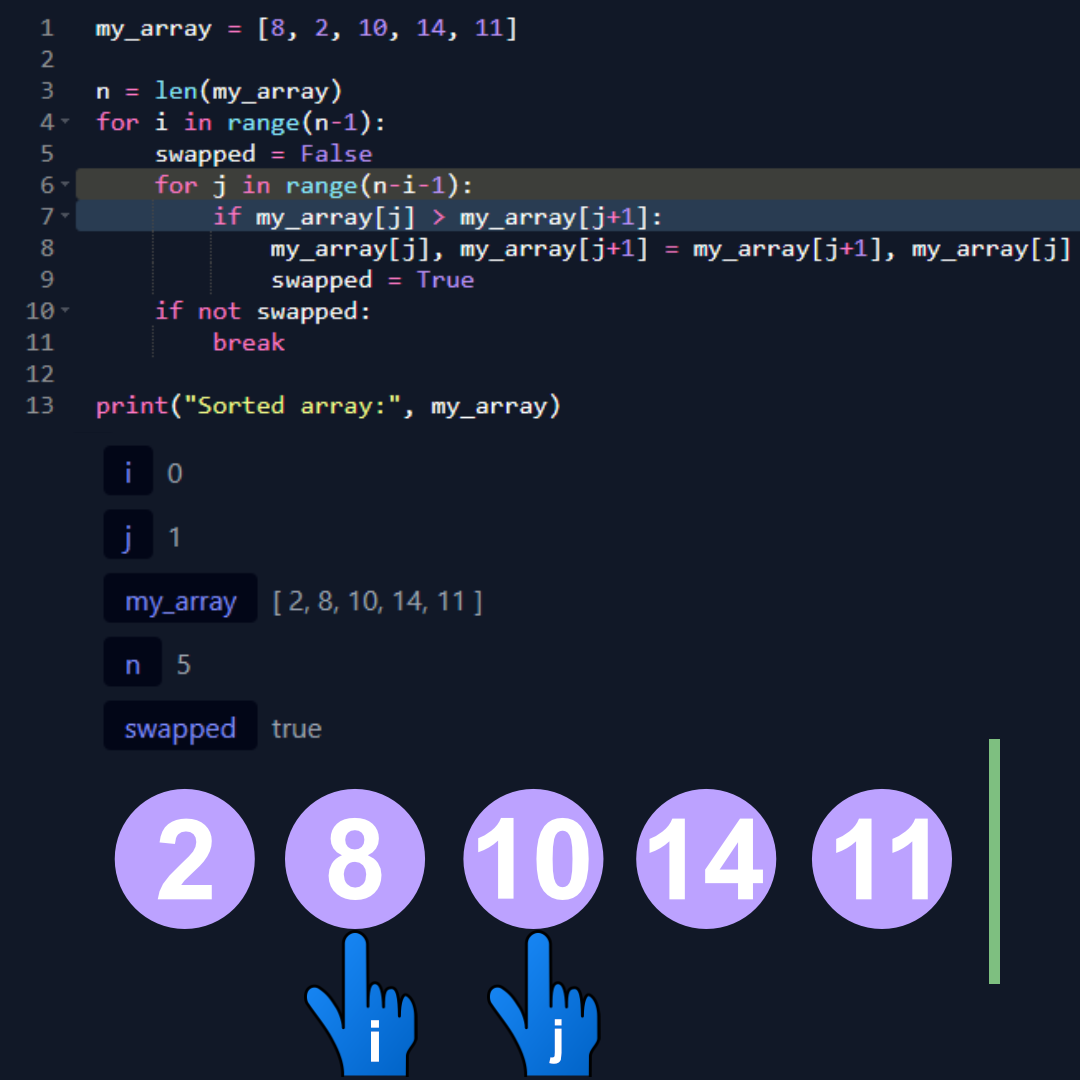 1 my_array = [8, 2, 10, 14, 11]
2
3 n = len(my_array)
4 for i in range(n-1):
5     swapped = False
6     for j in range(n-i-1):
7         if my_array[j] > my_array[j+1]:
8             my_array[j], my_array[j+1] = my_array[j+1], my_array[j]
9             swapped = True
10     if not swapped:
11         break
12
13 print("Sorted array:", my_array)
i 0
j 1
my_array [ 2, 8, 10, 14, 11 ]
n 5
swapped true
2 8 10 14 11
i j